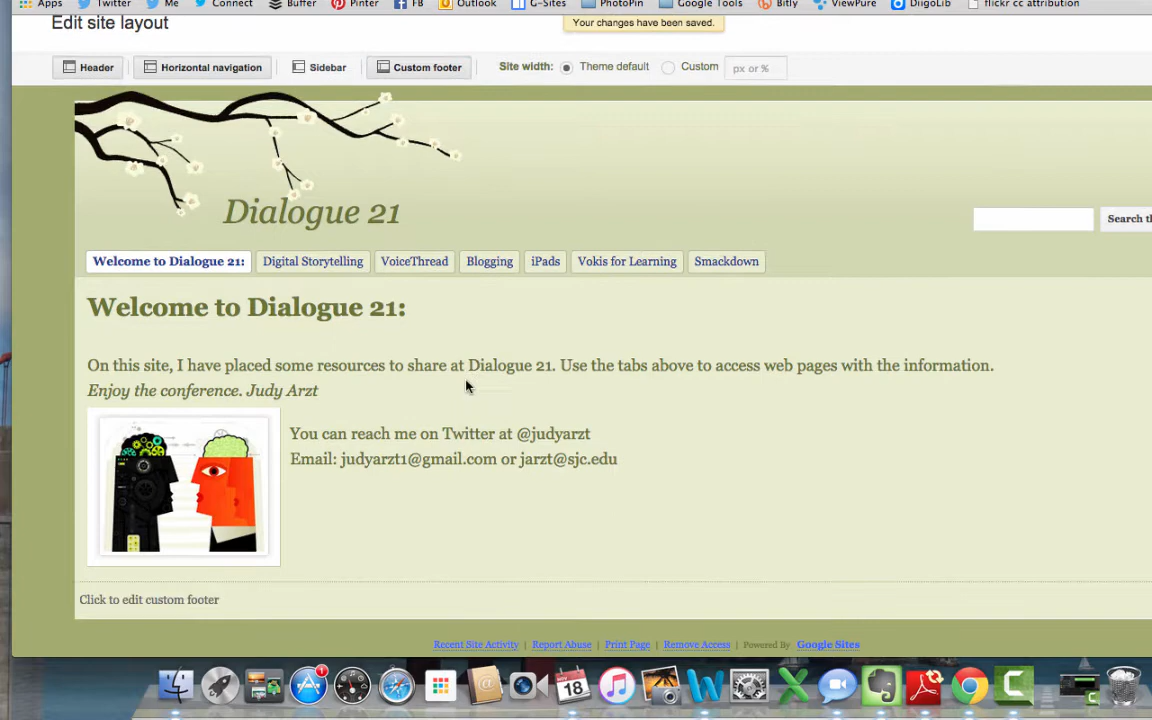 Apps Twitter Me Connect Buffer Pinter FB Outlook G-Sites PhotoPin Google Tools Bitly ViewPure DiigoLib flickr cc attribution
Edit site layout
Your changes have been saved.
Header Horizontal navigation Sidebar Custom footer Site width: Theme default Custom px or %
Dialogue 21
Search th
Welcome to Dialogue 21: Digital Storytelling VoiceThread Blogging iPads Vokis for Learning Smackdown
Welcome to Dialogue 21:
On this site, I have placed some resources to share at Dialogue 21. Use the tabs above to access web pages with the information.
Enjoy the conference. Judy Arzt
You can reach me on Twitter at @judyarzt
Email: judyarzt1@gmail.com or jarzt@sjc.edu
Click to edit custom footer
Recent Site Activity | Report Abuse | Print Page | Remove Access | Powered By Google Sites
1
NOV
18